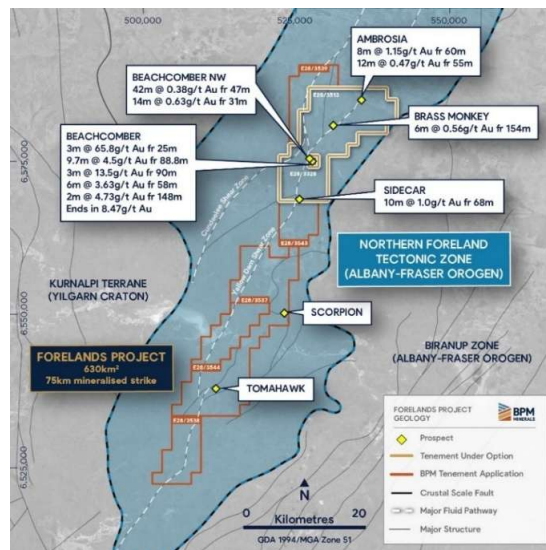 500,000
525,000
550,000
AMBROSIA
8m @ 1.15g/t Au fr 60m
12m @ 0.47g/t Au fr 55m
BEACHCOMBER NW
42m @ 0.38g/t Au fr 47m
14m @ 0.63g/t Au fr 31m
BRASS MONKEY
6m @ 0.56g/t Au fr 154m
BEACHCOMBER
3m @ 65.8g/t Au fr 25m
9.7m @ 4.5g/t Au fr 88.8m
3m @ 13.5g/t Au fr 90m
6m @ 3.63g/t Au fr 58m
2m @ 4.73g/t Au fr 148m
Ends in 8.47g/t Au
6,575,000
SIDECAR
10m @ 1.0g/t Au fr 68m
E28/3543
NORTHERN FORELAND
TECTONIC ZONE
(ALBANY-FRASER OROGEN)
KURNALPI TERRANE
(YILGARN CRATON)
6,550,000
SCORPION
BIRANUP ZONE
(ALBANY-FRASER OROGEN)
FORELANDS PROJECT
630km²
75km mineralised strike
E28/3544
TOMAHAWK
6,525,000
FORELANDS PROJECT
GEOLOGY
BPM
MINERALS
Prospect
Tenement Under Option
BPM Tenement Application
Crustal Scale Fault
Major Fluid Pathway
Major Structure
N
0
20
Kilometres
GDA 1994/MGA Zone 51